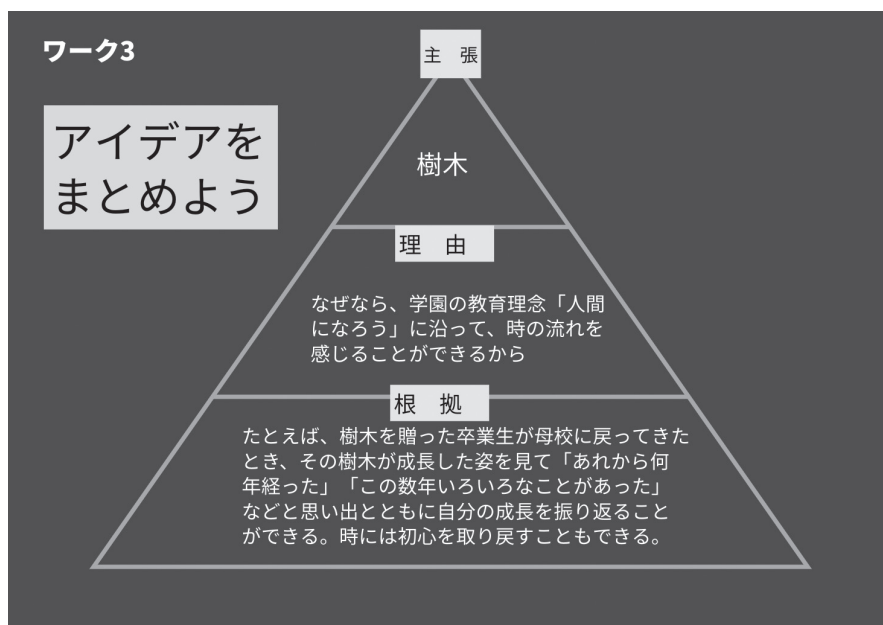 ワーク3
アイデアを
まとめよう
主　張
樹木
理　由
なぜなら、学園の教育理念「人間
になろう」に沿って、時の流れを
感じることができるから
根　拠
たとえば、樹木を贈った卒業生が母校に戻ってきた
とき、その樹木が成長した姿を見て「あれから何
年経った」「この数年いろいろなことがあった」
などと思い出とともに自分の成長を振り返ること
ができる。時には初心を取り戻すこともできる。